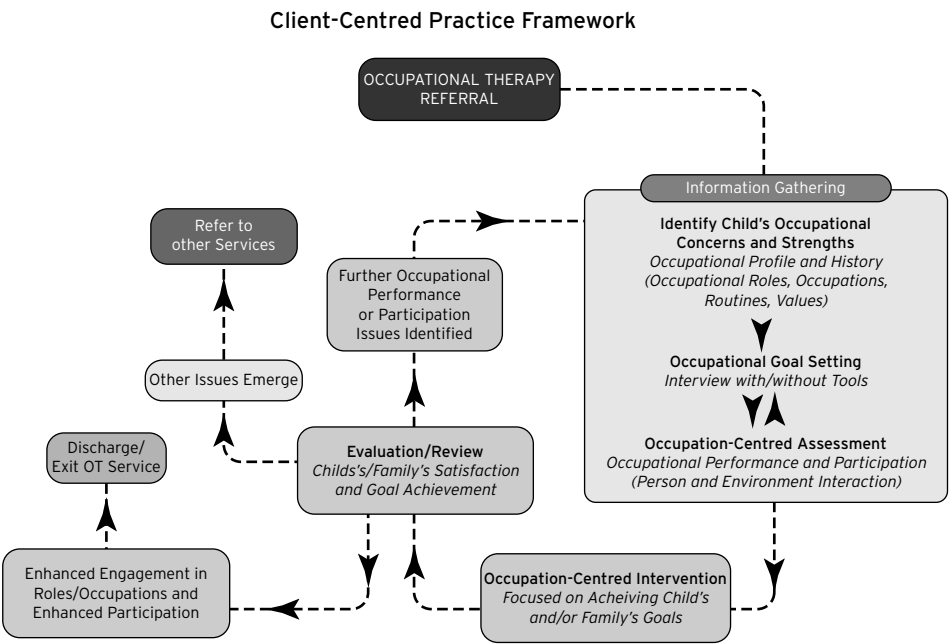 Client-Centred Practice Framework
OCCUPATIONAL THERAPY
REFERRAL
Information Gathering
Identify Child's Occupational
Concerns and Strengths
Occupational Profile and History
(Occupational Roles, Occupations,
Routines, Values)
Occupational Goal Setting
Interview with/without Tools
Occupation-Centred Assessment
Occupational Performance and Participation
(Person and Environment Interaction)
Refer to
other Services
Further Occupational
Performance
or Participation
Issues Identified
Other Issues Emerge
Evaluation/Review
Childs's/Family's Satisfaction
and Goal Achievement
Discharge/
Exit OT Service
Enhanced Engagement in
Roles/Occupations and
Enhanced Participation
Occupation-Centred Intervention
Focused on Acheiving Child's
and/or Family's Goals